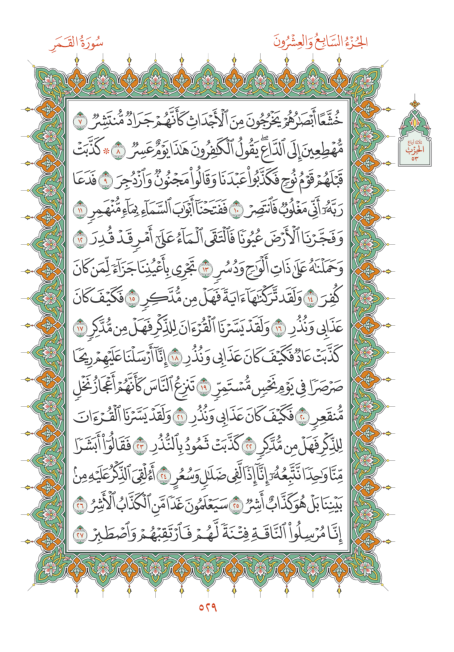 سُورَةُ القَمَرِ
الجُزْءُ السَّابِعُ وَالعِشْرُونَ
خُشَّعًا أَبْصَٰرُهُمْ يَخْرُجُونَ مِنَ ٱلْأَجْدَاثِ كَأَنَّهُمْ جَرَادٌ مُّنتَشِرٌ ٧
مُّهْطِعِينَ إِلَى ٱلدَّاعِ يَقُولُ ٱلْكَٰفِرُونَ هَٰذَا يَوْمٌ عَسِرٌ ٨ ۞ كَذَّبَتْ
قَبْلَهُمْ قَوْمُ نُوحٍ فَكَذَّبُوا۟ عَبْدَنَا وَقَالُوا۟ مَجْنُونٌ وَٱزْدُجِرَ ٩ فَدَعَا
رَبَّهُۥٓ أَنِّى مَغْلُوبٌ فَٱنتَصِرْ ١٠ فَفَتَحْنَآ أَبْوَٰبَ ٱلسَّمَآءِ بِمَآءٍ مُّنْهَمِرٍ ١١
وَفَجَّرْنَا ٱلْأَرْضَ عُيُونًا فَٱلْتَقَى ٱلْمَآءُ عَلَىٰٓ أَمْرٍ قَدْ قُدِرَ ١٢
وَحَمَلْنَٰهُ عَلَىٰ ذَاتِ أَلْوَٰحٍ وَدُسُرٍ ١٣ تَجْرِى بِأَعْيُنِنَا جَزَآءً لِّمَن كَانَ
كُفِرَ ١٤ وَلَقَد تَّرَكْنَٰهَآ ءَايَةً فَهَلْ مِن مُّدَّكِرٍ ١٥ فَكَيْفَ كَانَ
عَذَابِى وَنُذُرِ ١٦ وَلَقَدْ يَسَّرْنَا ٱلْقُرْءَانَ لِلذِّكْرِ فَهَلْ مِن مُّدَّكِرٍ ١٧
كَذَّبَتْ عَادٌ فَكَيْفَ كَانَ عَذَابِى وَنُذُرِ ١٨ إِنَّآ أَرْسَلْنَا عَلَيْهِمْ رِيحًا
صَرْصَرًا فِى يَوْمِ نَحْسٍ مُّسْتَمِرٍّ ١٩ تَنزِعُ ٱلنَّاسَ كَأَنَّهُمْ أَعْجَازُ نَخْلٍ
مُّنقَعِرٍ ٢٠ فَكَيْفَ كَانَ عَذَابِى وَنُذُرِ ٢١ وَلَقَدْ يَسَّرْنَا ٱلْقُرْءَانَ
لِلذِّكْرِ فَهَلْ مِن مُّدَّكِرٍ ٢٢ كَذَّبَتْ ثَمُودُ بِٱلنُّذُرِ ٢٣ فَقَالُوٓا۟ أَبَشَرًا
مِّنَّا وَٰحِدًا نَّتَّبِعُهُۥٓ إِنَّآ إِذًا لَّفِى ضَلَٰلٍ وَسُعُرٍ ٢٤ أَءُلْقِىَ ٱلذِّكْرُ عَلَيْهِ مِنۢ
بَيْنِنَا بَلْ هُوَ كَذَّابٌ أَشِرٌ ٢٥ سَيَعْلَمُونَ غَدًا مَّنِ ٱلْكَذَّابُ ٱلْأَشِرُ ٢٦
إِنَّا مُرْسِلُوا۟ ٱلنَّاقَةِ فِتْنَةً لَّهُمْ فَٱرْتَقِبْهُمْ وَٱصْطَبِرْ ٢٧
الحِزْبُ
٥٣
٥٢٩